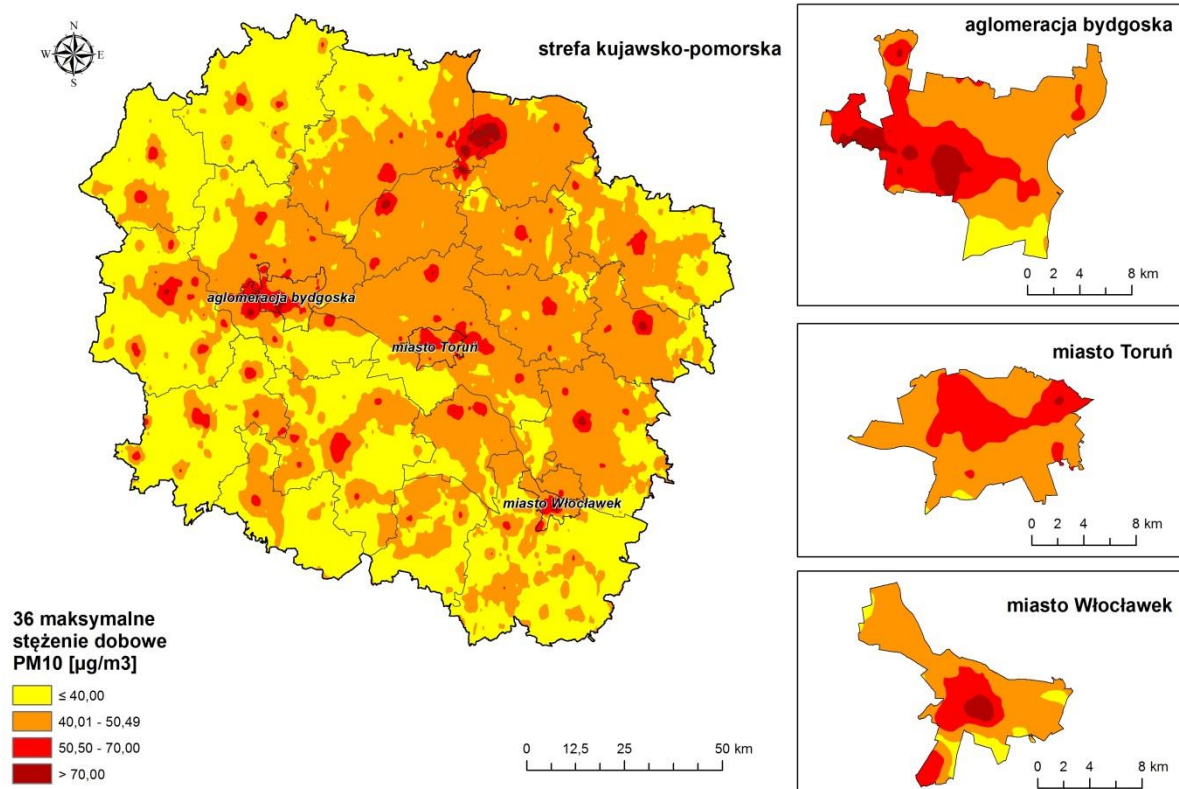 N
W E
S
strefa kujawsko-pomorska
aglomeracja bydgoska
miasto Toruń
miasto Włocławek
36 maksymalne
stężenie dobowe
PM10 [µg/m3]
≤ 40,00
40,01 - 50,49
50,50 - 70,00
> 70,00
0 12,5 25 50 km
aglomeracja bydgoska
0 2 4 8 km
miasto Toruń
0 2 4 8 km
miasto Włocławek
0 2 4 8 km